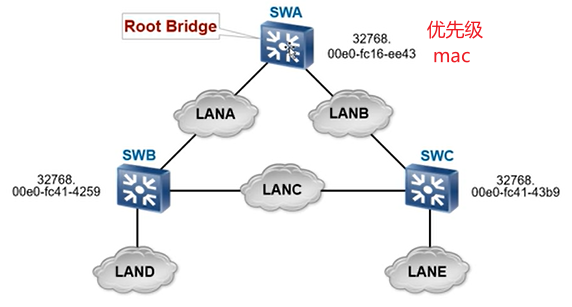 SWA
Root Bridge
32768.
00e0-fc16-ee43
优先级
mac
LANA
LANB
SWB
SWC
32768.
00e0-fc41-4259
LANC
32768.
00e0-fc41-43b9
LAND
LANE